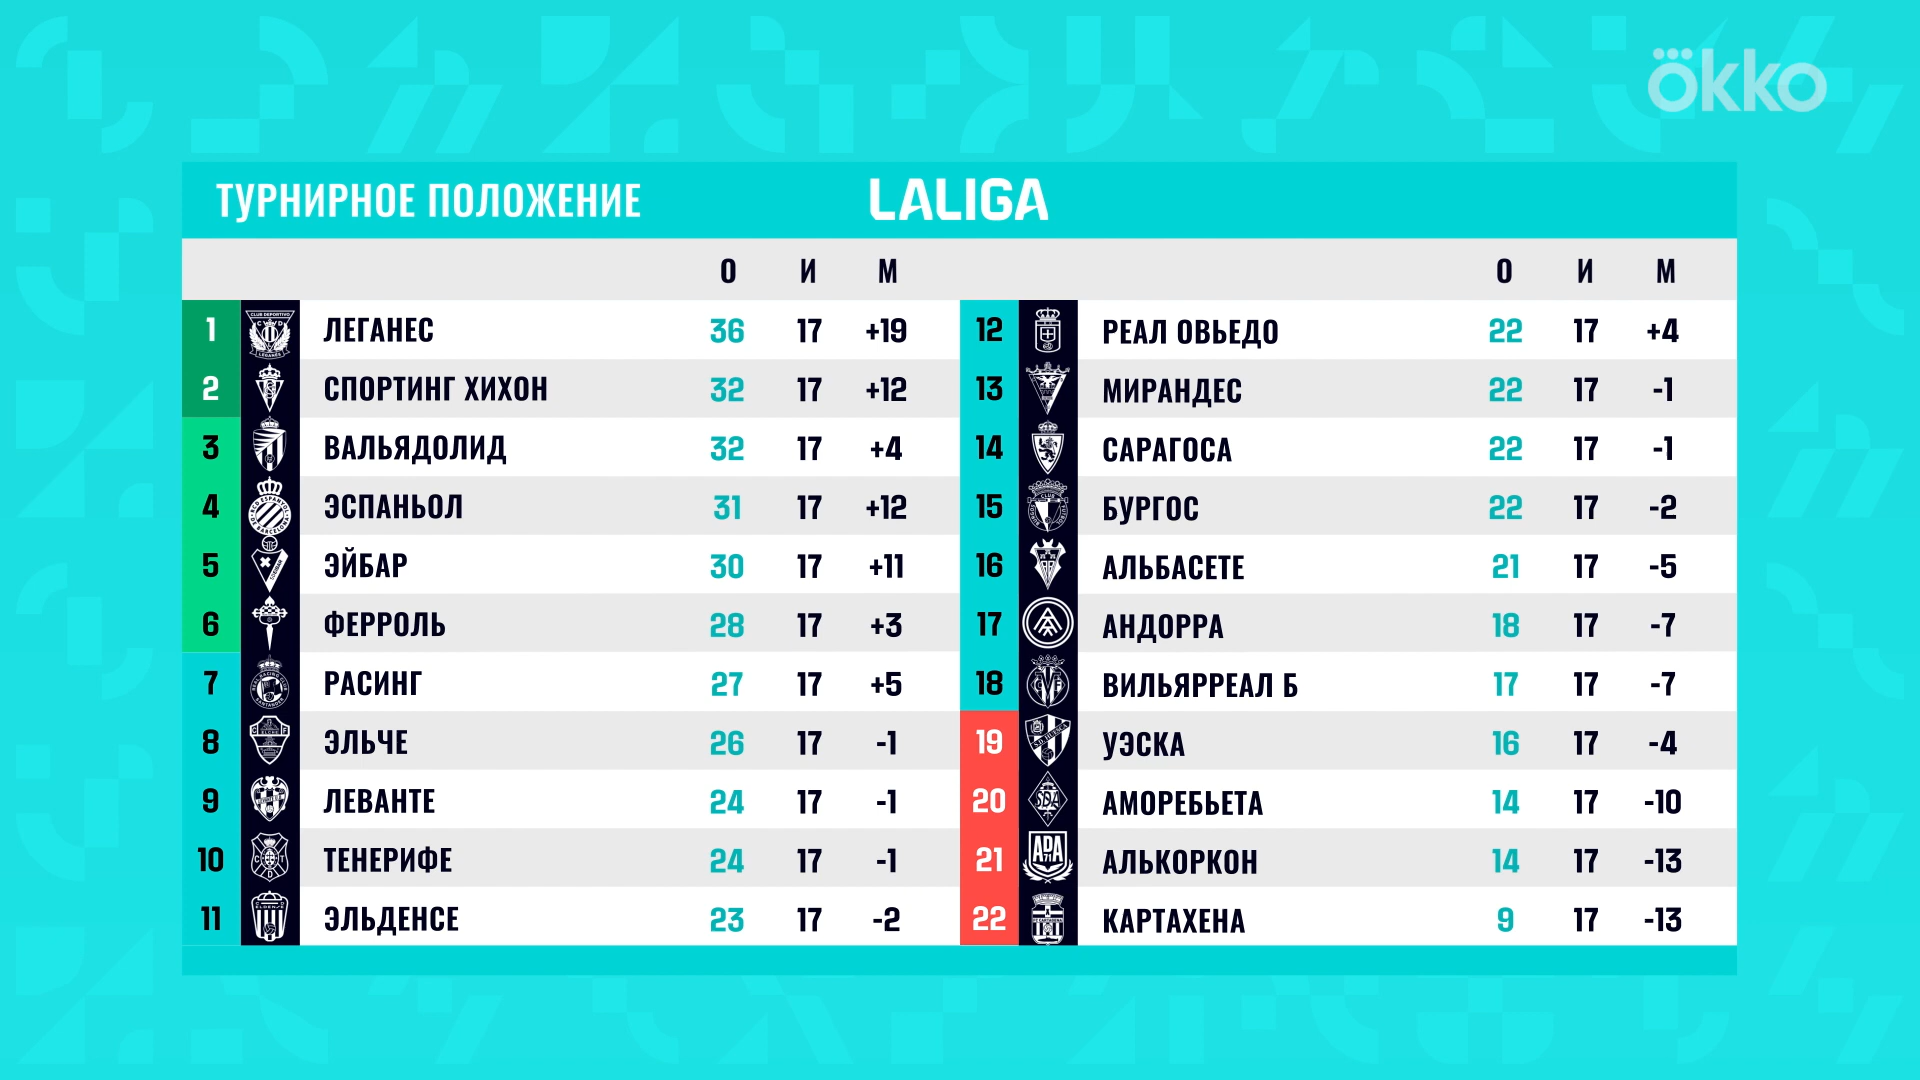 ökko
ТУРНИРНОЕ ПОЛОЖЕНИЕ LALIGA
О И М
1 ЛЕГАНЕС 36 17 +19
2 СПОРТИНГ ХИХОН 32 17 +12
3 ВАЛЬЯДОЛИД 32 17 +4
4 ЭСПАНЬОЛ 31 17 +12
5 ЭЙБАР 30 17 +11
6 ФЕРРОЛЬ 28 17 +3
7 РАСИНГ 27 17 +5
8 ЭЛЬЧЕ 26 17 -1
9 ЛЕВАНТЕ 24 17 -1
10 ТЕНЕРИФЕ 24 17 -1
11 ЭЛЬДЕНСЕ 23 17 -2
О И М
12 РЕАЛ ОВЬЕДО 22 17 +4
13 МИРАНДЕС 22 17 -1
14 САРАГОСА 22 17 -1
15 БУРГОС 22 17 -2
16 АЛЬБАСЕТЕ 21 17 -5
17 АНДОРРА 18 17 -7
18 ВИЛЬЯРРЕАЛ Б 17 17 -7
19 УЭСКА 16 17 -4
20 АМОРЕБЬЕТА 14 17 -10
21 АЛЬКОРКОН 14 17 -13
22 КАРТАХЕНА 9 17 -13